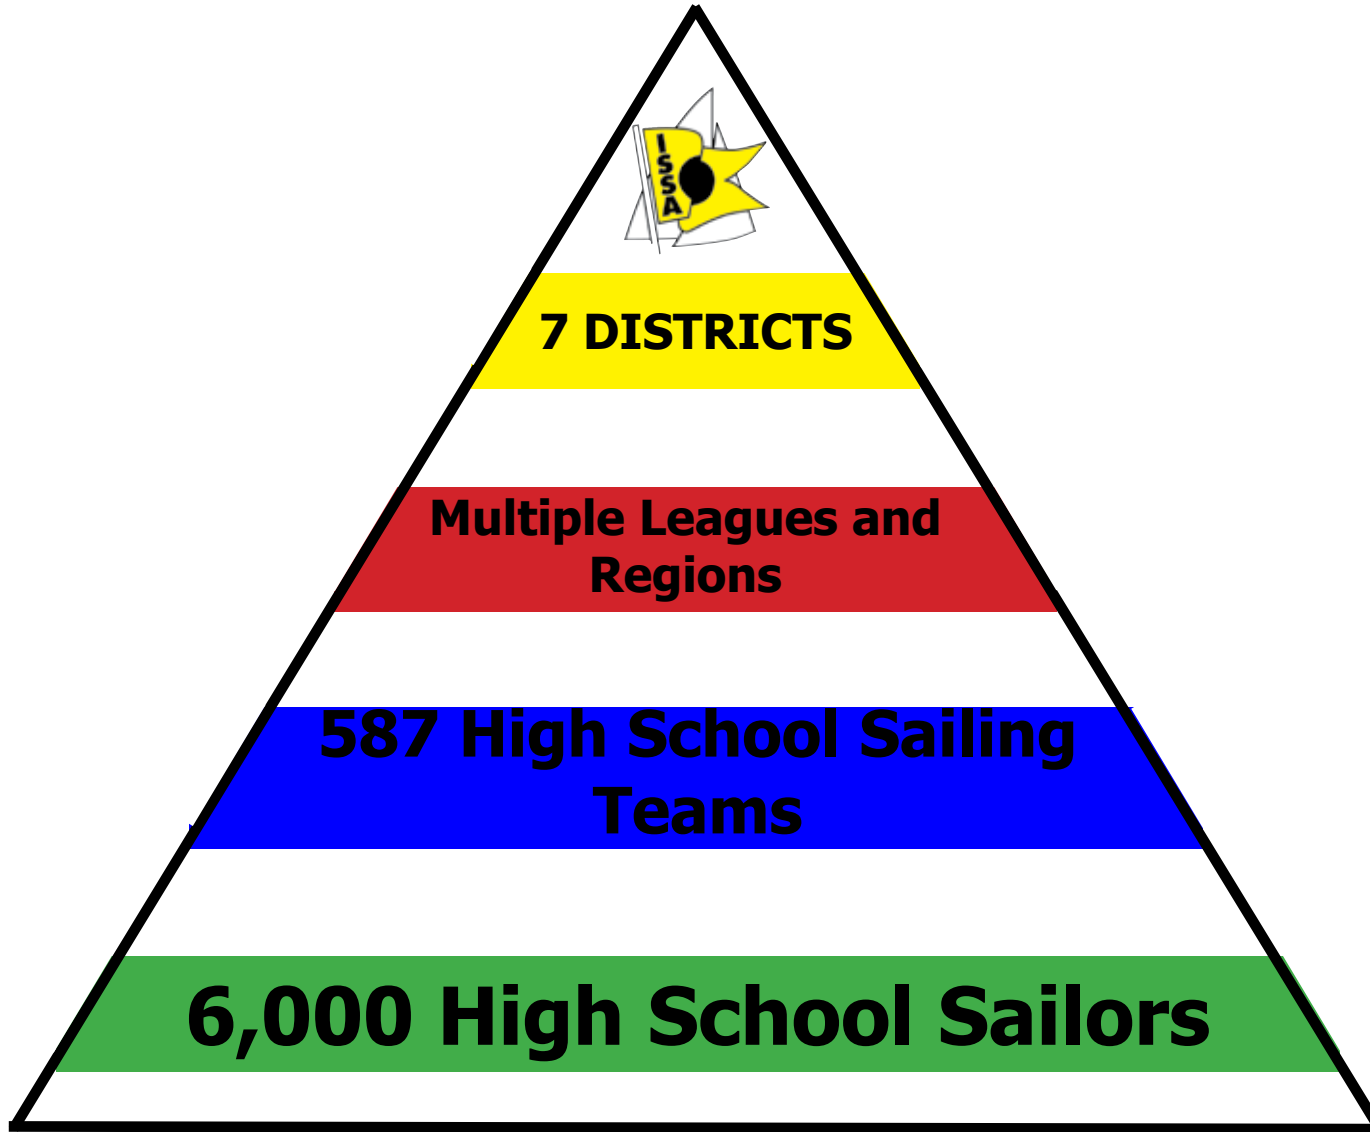 ISSA
7 DISTRICTS
Multiple Leagues and
Regions
587 High School Sailing
Teams
6,000 High School Sailors